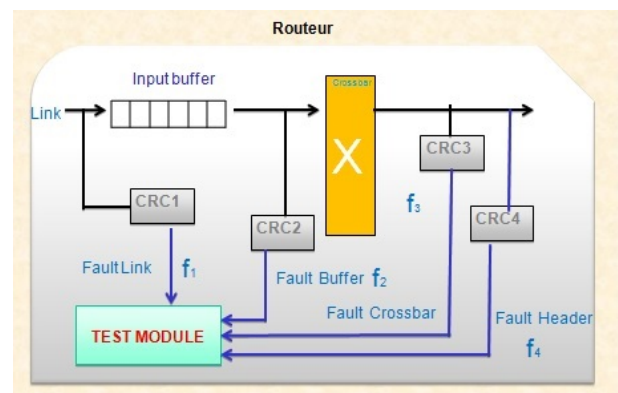 Routeur
Input buffer
Crossbar
Link
X
CRC1
CRC2
CRC3
CRC4
Fault Link f1
Fault Buffer f2
f3
Fault Crossbar
Fault Header
f4
TEST MODULE